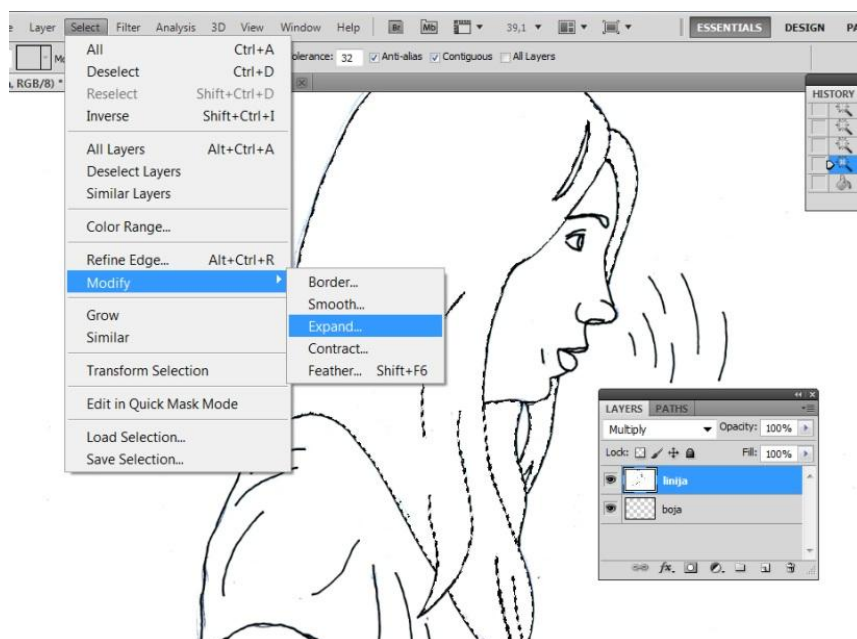 Layer Select Filter Analysis 3D View Window Help Br Mb 39,1 ESSENTIALS DESIGN
olerance: 32 Anti-alias Contiguous All Layers
, RGB/8) *
All Ctrl+A
Deselect Ctrl+D
Reselect Shift+Ctrl+D
Inverse Shift+Ctrl+I
All Layers Alt+Ctrl+A
Deselect Layers
Similar Layers
Color Range...
Refine Edge... Alt+Ctrl+R
Modify
Grow
Similar
Transform Selection
Edit in Quick Mask Mode
Load Selection...
Save Selection...
Border...
Smooth...
Expand...
Contract...
Feather... Shift+F6
HISTORY
LAYERS PATHS
Multiply Opacity: 100%
Lock: Fill: 100%
linija
boja
fx.